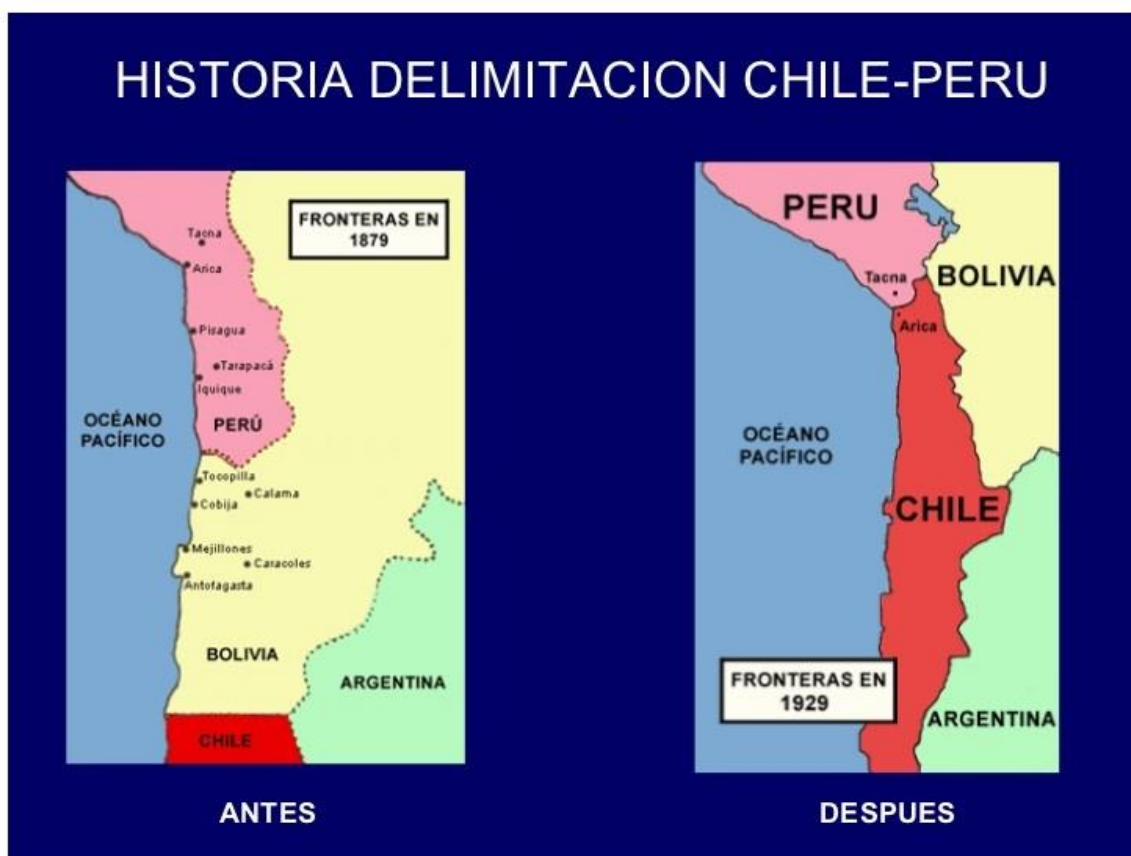 HISTORIA DELIMITACION CHILE-PERU
FRONTERAS EN
1879
Tacna
Arica
Pisagua
Tarapacá
Iquique
PERÚ
OCÉANO
PACÍFICO
Tocopilla
Calama
Cobija
Mejillones
Caracoles
Antofagasta
BOLIVIA
ARGENTINA
CHILE
ANTES
PERU
BOLIVIA
Tacna
Arica
OCÉANO
PACÍFICO
CHILE
FRONTERAS EN
1929
ARGENTINA
DESPUES